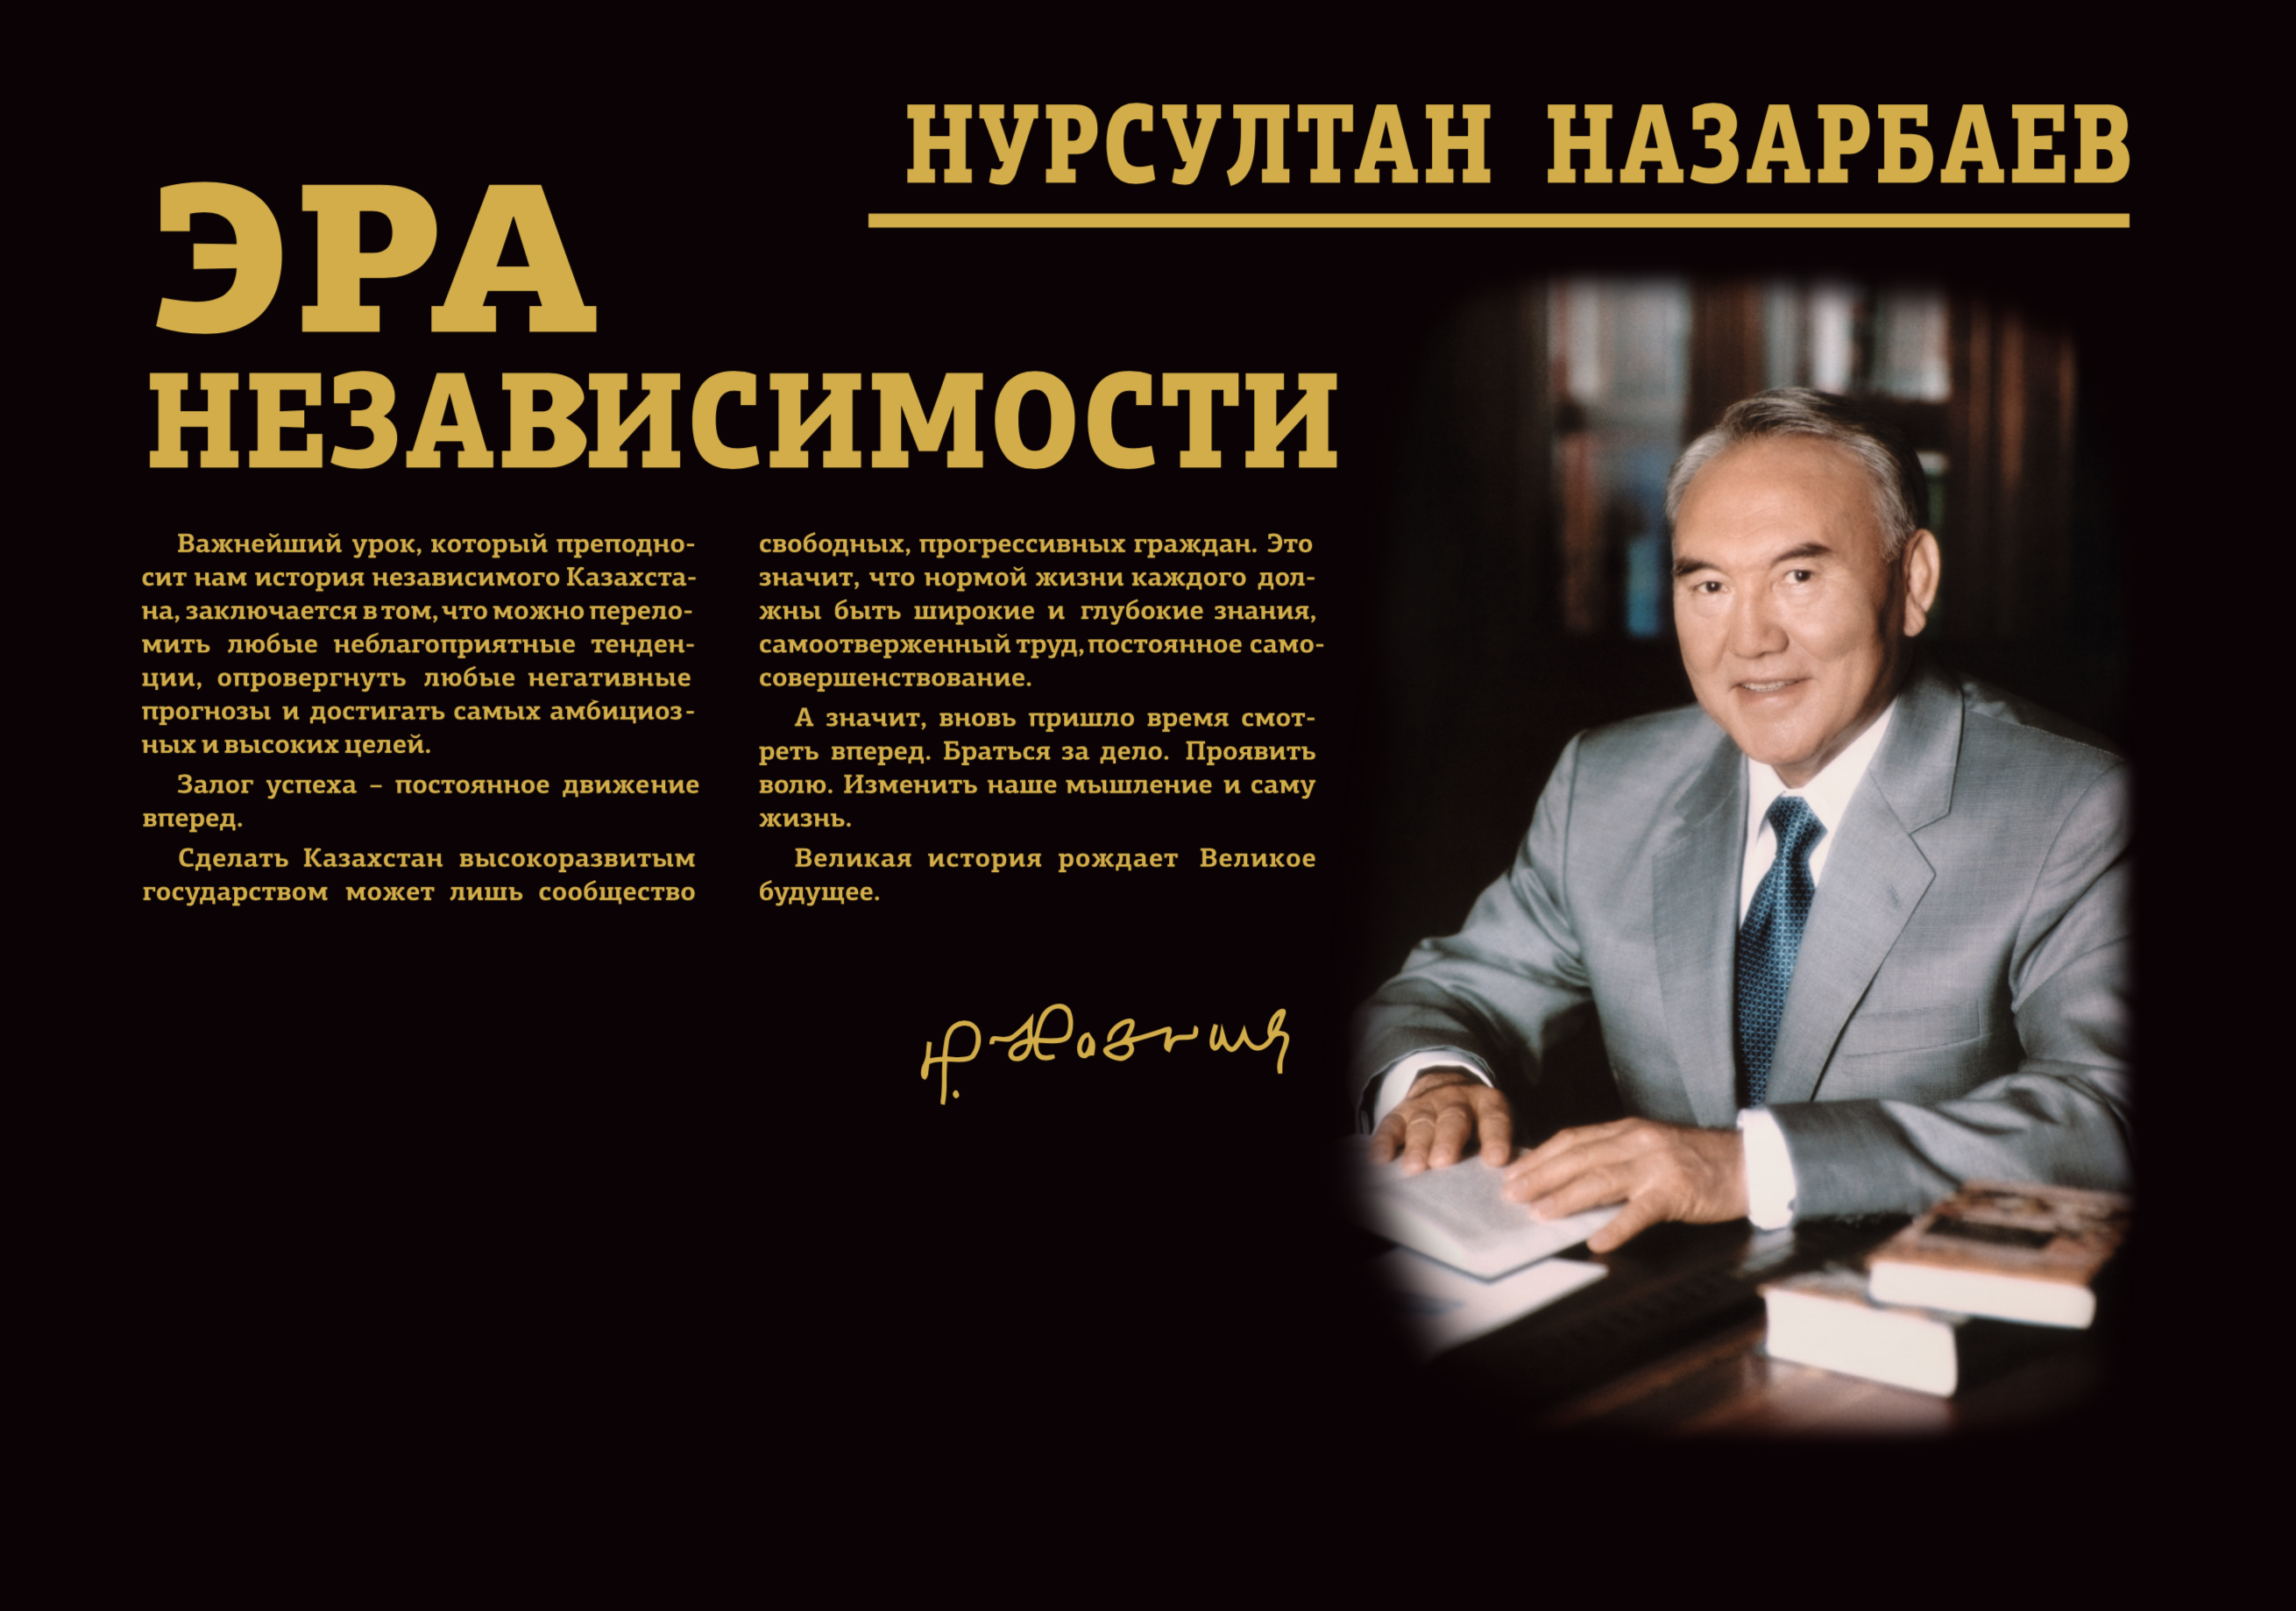 НУРСУЛТАН НАЗАРБАЕВ
ЭРА
НЕЗАВИСИМОСТИ
Важнейший урок, который преподно-
сит нам история независимого Казахста-
на, заключается в том, что можно перело-
мить любые неблагоприятные тенден-
ции, опровергнуть любые негативные
прогнозы и достигать самых амбициоз-
ных и высоких целей.
Залог успеха – постоянное движение
вперед.
Сделать Казахстан высокоразвитым
государством может лишь сообщество
свободных, прогрессивных граждан. Это
значит, что нормой жизни каждого дол-
жны быть широкие и глубокие знания,
самоотверженный труд, постоянное само-
совершенствование.
А значит, вновь пришло время смот-
реть вперед. Браться за дело. Проявить
волю. Изменить наше мышление и саму
жизнь.
Великая история рождает Великое
будущее.